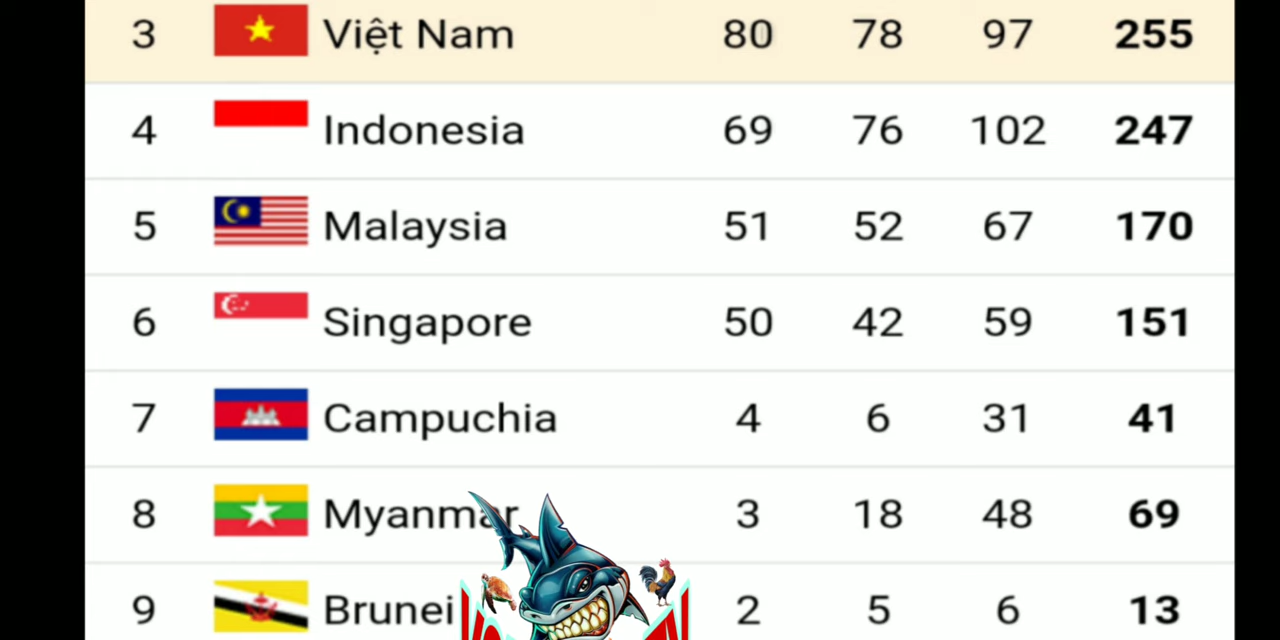 3 Việt Nam 80 78 97 255
4 Indonesia 69 76 102 247
5 Malaysia 51 52 67 170
6 Singapore 50 42 59 151
7 Campuchia 4 6 31 41
8 Myanmar 3 18 48 69
9 Brunei 2 5 6 13